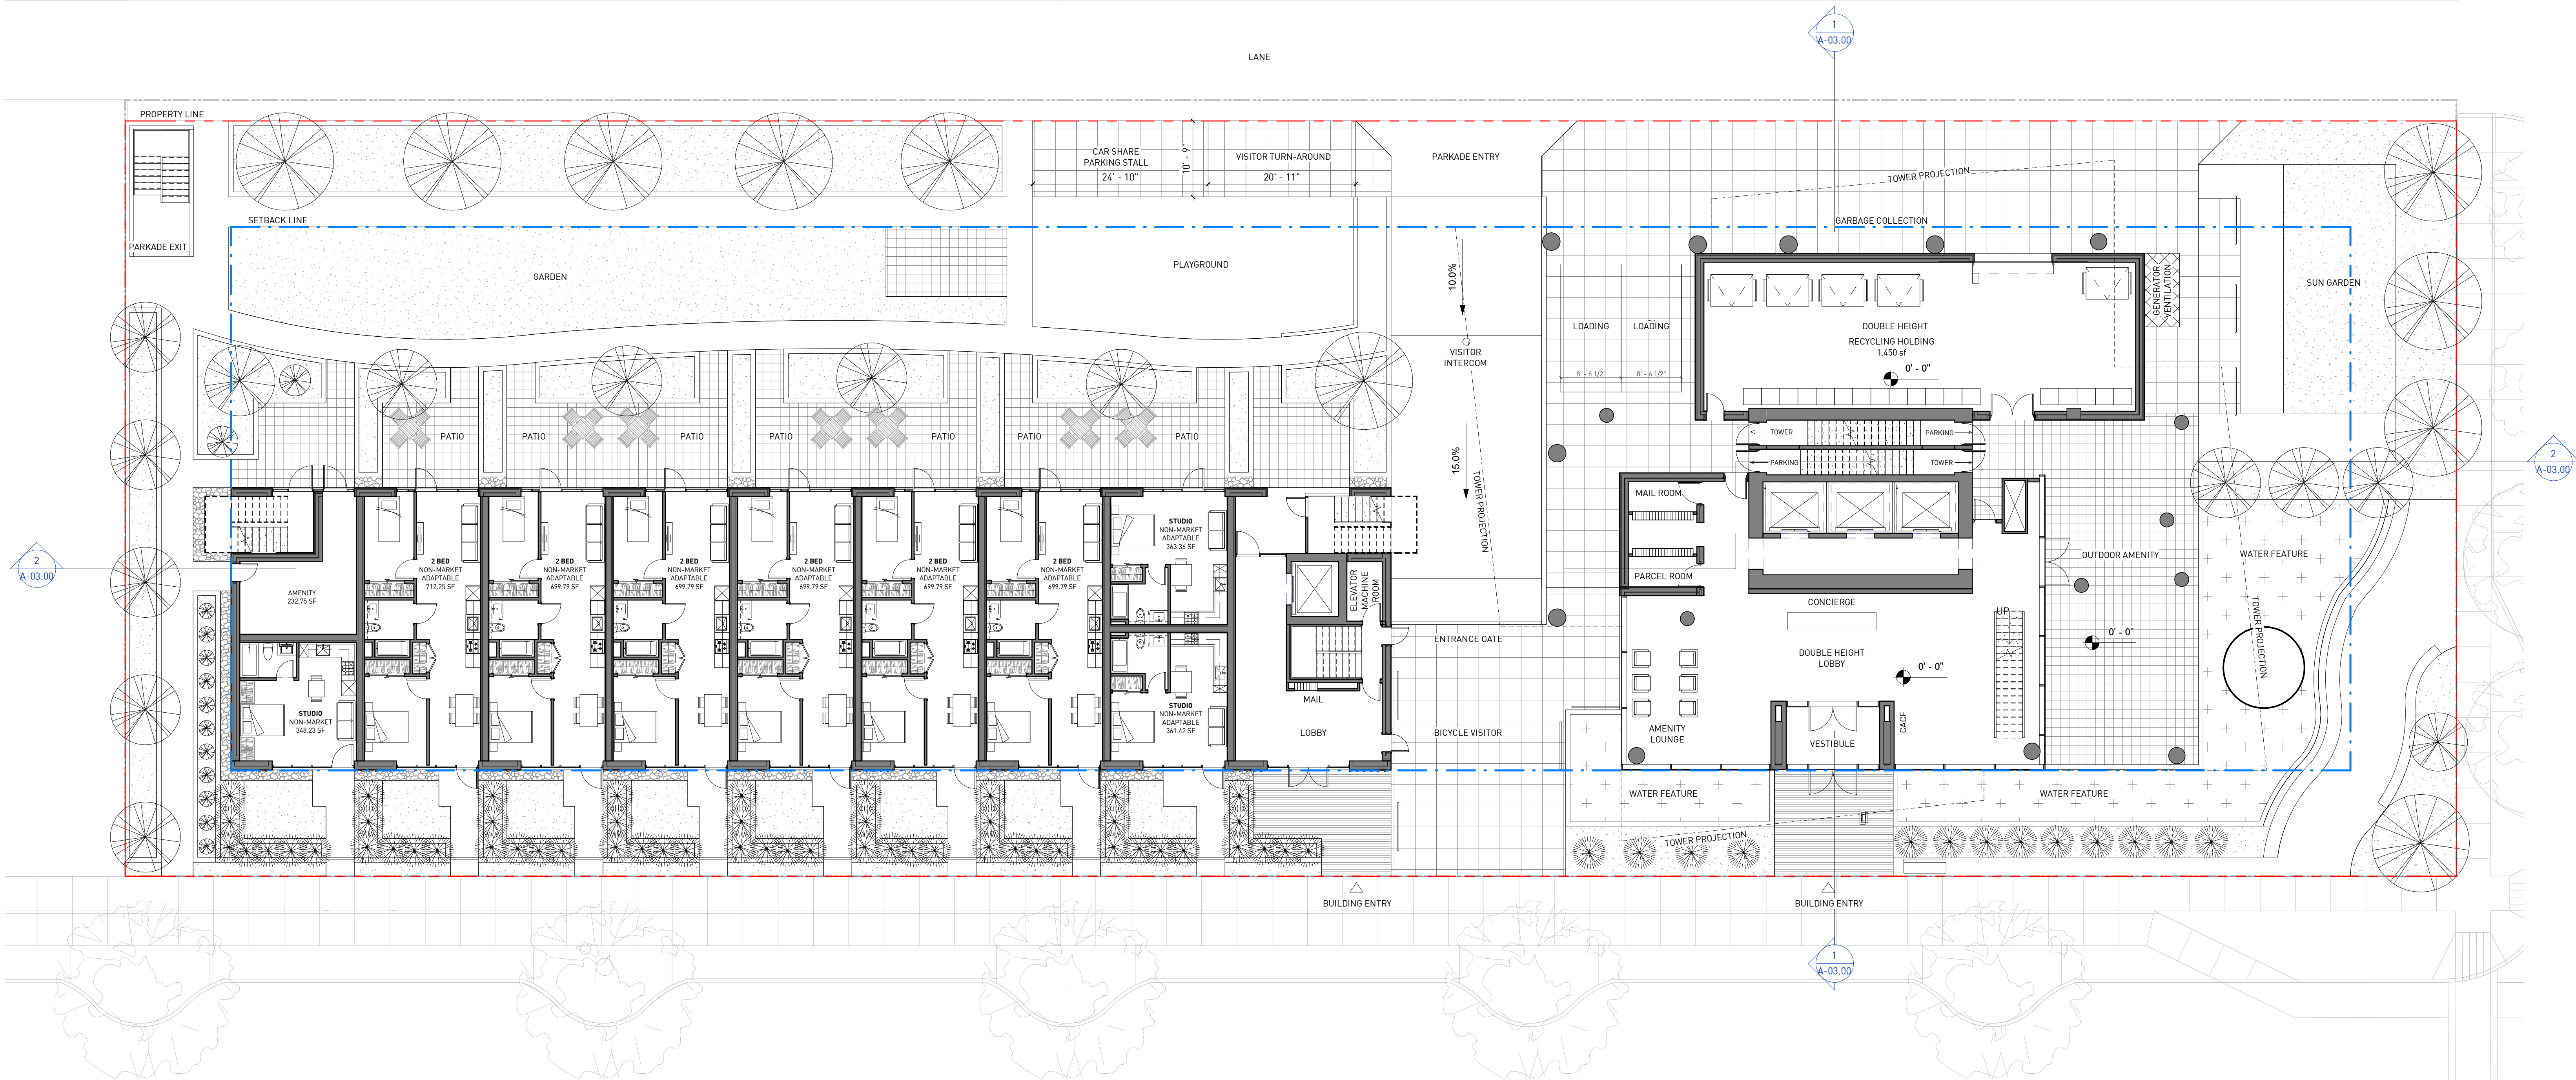 1
A-03.00
LANE
PROPERTY LINE
CAR SHARE
PARKING STALL
24' - 10"
10' - 9"
VISITOR TURN-AROUND
20' - 11"
PARKADE ENTRY
TOWER PROJECTION
SETBACK LINE
GARBAGE COLLECTION
PARKADE EXIT
GARDEN
PLAYGROUND
10.0%
GENERATOR
VENTILATION
SUN GARDEN
LOADING
LOADING
DOUBLE HEIGHT
RECYCLING HOLDING
1,450 sf
VISITOR
INTERCOM
8' - 6 1/2"
8' - 6 1/2"
0' - 0"
PATIO
PATIO
PATIO
PATIO
PATIO
PATIO
PATIO
15.0%
TOWER
PARKING
PARKING
TOWER
2
A-03.00
TOWER PROJECTION
MAIL ROOM
STUDIO
NON-MARKET
ADAPTABLE
363.36 SF
2
A-03.00
2 BED
NON-MARKET
ADAPTABLE
712.25 SF
2 BED
NON-MARKET
ADAPTABLE
699.79 SF
2 BED
NON-MARKET
ADAPTABLE
699.79 SF
2 BED
NON-MARKET
ADAPTABLE
699.79 SF
2 BED
NON-MARKET
ADAPTABLE
699.79 SF
2 BED
NON-MARKET
ADAPTABLE
699.79 SF
OUTDOOR AMENITY
WATER FEATURE
PARCEL ROOM
AMENITY
232.75 SF
ELEVATOR
MACHINE
ROOM
CONCIERGE
UP
TOWER PROJECTION
0' - 0"
ENTRANCE GATE
DOUBLE HEIGHT
LOBBY
0' - 0"
MAIL
STUDIO
NON-MARKET
348.23 SF
STUDIO
NON-MARKET
ADAPTABLE
361.42 SF
LOBBY
BICYCLE VISITOR
AMENITY
LOUNGE
CACF
VESTIBULE
WATER FEATURE
WATER FEATURE
TOWER PROJECTION
BUILDING ENTRY
BUILDING ENTRY
1
A-03.00